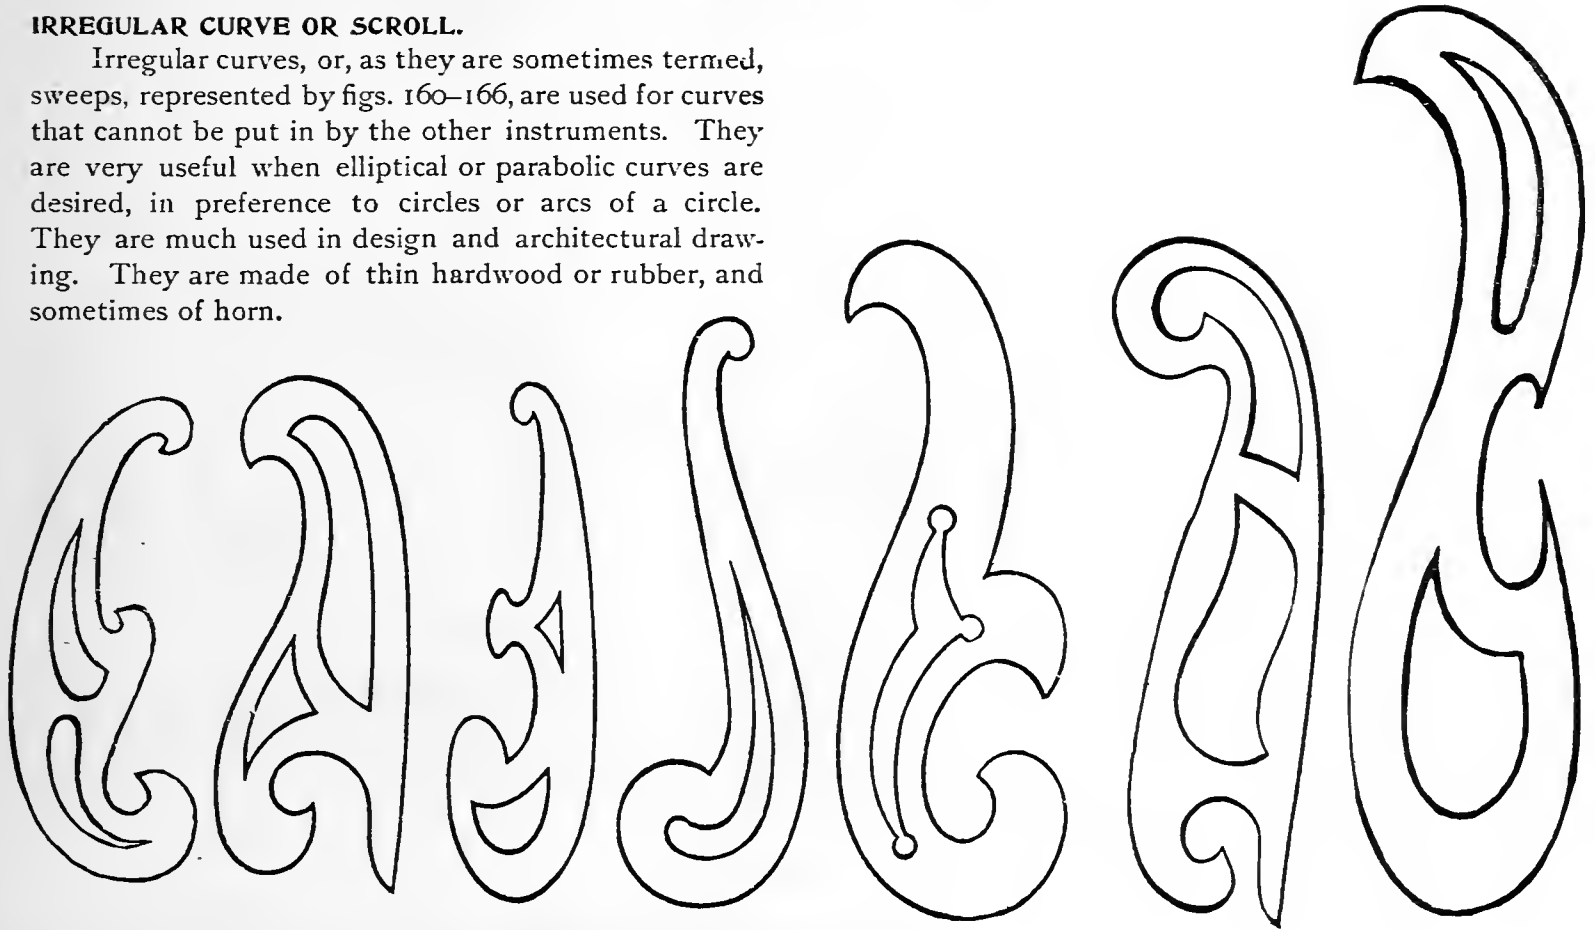 IRREGULAR CURVE OR SCROLL.
Irregular curves, or, as they are sometimes termed,
sweeps, represented by figs. 160–166, are used for curves
that cannot be put in by the other instruments. They
are very useful when elliptical or parabolic curves are
desired, in preference to circles or arcs of a circle.
They are much used in design and architectural draw-
ing. They are made of thin hardwood or rubber, and
sometimes of horn.